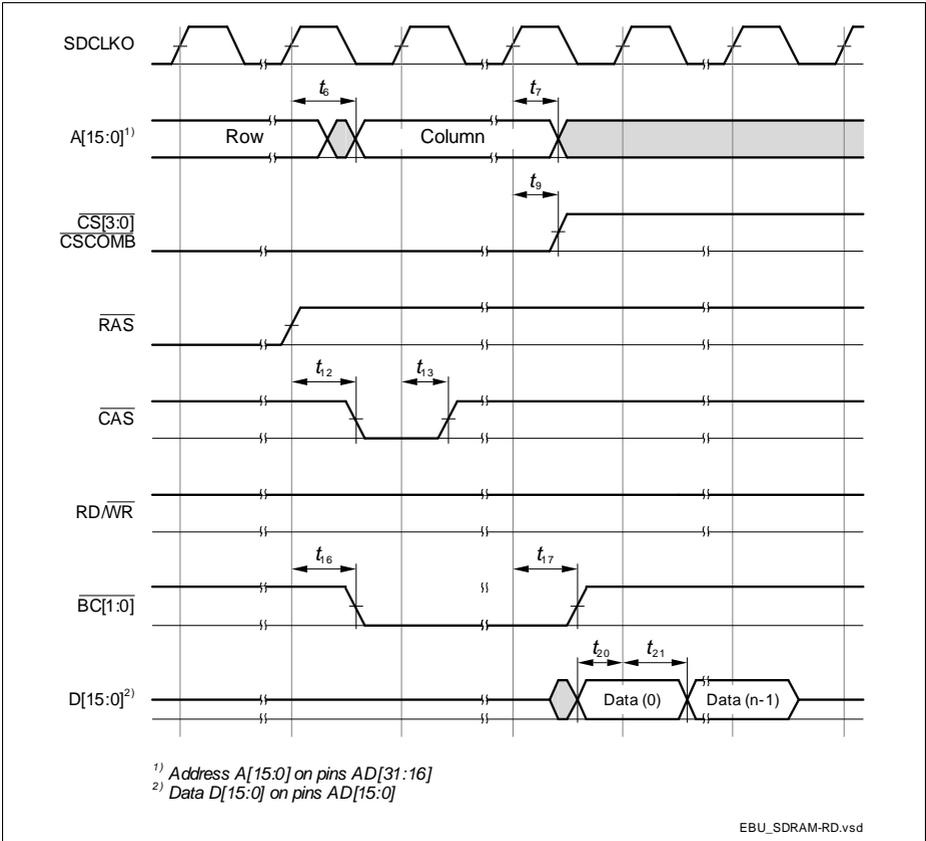 SDCLKO
t6
t7
A[15:0]1)
Row
Column
t9
CS[3:0]
CSCOMB
RAS
t12
t13
CAS
RD/WR
t16
t17
BC[1:0]
t20
t21
D[15:0]2)
Data (0)
Data (n-1)
1) Address A[15:0] on pins AD[31:16]
2) Data D[15:0] on pins AD[15:0]
EBU_SDRAM-RD.vsd